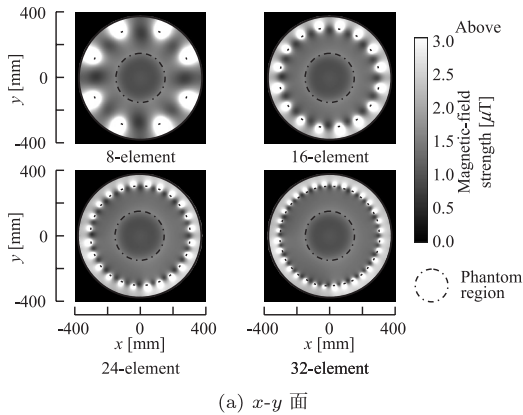 400
0
-400
y [mm]
8-element
16-element
Above
3.0
2.5
2.0
1.5
1.0
0.5
0.0
Magnetic-field
strength [μT]
400
0
-400
y [mm]
-400 0 400
x [mm]
24-element
-400 0 400
x [mm]
32-element
Phantom
region
(a) x-y 面